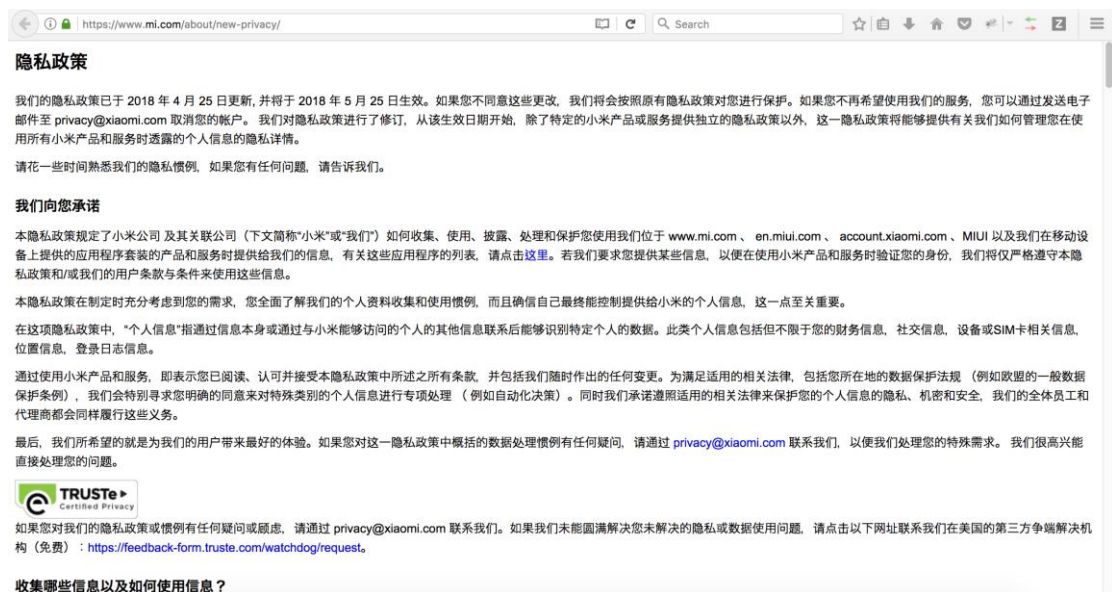 https://www.mi.com/about/new-privacy/
Search
隐私政策
我们的隐私政策已于 2018 年 4 月 25 日更新, 并将于 2018 年 5 月 25 日生效。如果您不同意这些更改，我们将会按照原有隐私政策对您进行保护。如果您不再希望使用我们的服务，您可以通过发送电子
邮件至 privacy@xiaomi.com 取消您的帐户。 我们对隐私政策进行了修订，从该生效日期开始，除了特定的小米产品或服务提供独立的隐私政策以外，这一隐私政策将能够提供有关我们如何管理您在使
用所有小米产品和服务时透露的个人信息的隐私详情。
请花一些时间熟悉我们的隐私惯例，如果您有任何问题，请告诉我们。
我们向您承诺
本隐私政策规定了小米公司 及其关联公司（下文简称“小米”或“我们”）如何收集、使用、披露、处理和保护您使用我们位于 www.mi.com 、 en.miui.com 、 account.xiaomi.com 、MIUI 以及我们在移动设
备上提供的应用程序套装的产品和服务时提供给我们的信息，有关这些应用程序的列表，请点击这里。若我们要求您提供某些信息，以便在使用小米产品和服务时验证您的身份，我们将仅严格遵守本隐
私政策和/或我们的用户条款与条件来使用这些信息。
本隐私政策在制定时充分考虑到您的需求，您全面了解我们的个人资料收集和使用惯例，而且确信自己最终能控制提供给小米的个人信息，这一点至关重要。
在这项隐私政策中，“个人信息”指通过信息本身或通过与小米能够访问的个人的其他信息联系后能够识别特定个人的数据。此类个人信息包括但不限于您的财务信息，社交信息，设备或SIM卡相关信息，
位置信息，登录日志信息。
通过使用小米产品和服务，即表示您已阅读、认可并接受本隐私政策中所述之所有条款，并包括我们随时作出的任何变更。为满足适用的相关法律，包括您所在地的数据保护法规 （例如欧盟的一般数据
保护条例），我们会特别寻求您明确的同意来对特殊类别的个人信息进行专项处理 （ 例如自动化决策）。同时我们承诺遵照适用的相关法律来保护您的个人信息的隐私、机密和安全，我们的全体员工和
代理商都会同样履行这些义务。
最后，我们所希望的就是为我们的用户带来最好的体验。如果您对这一隐私政策中概括的数据处理惯例有任何疑问，请通过 privacy@xiaomi.com 联系我们，以便我们处理您的特殊需求。 我们很高兴能
直接处理您的问题。
TRUSTe
Certified Privacy
如果您对我们的隐私政策或惯例有任何疑问或顾虑，请通过 privacy@xiaomi.com 联系我们。如果我们未能圆满解决您未解决的隐私或数据使用问题，请点击以下网址联系我们在美国的第三方争端解决机
构（免费）：https://feedback-form.truste.com/watchdog/request。
收集哪些信息以及如何使用信息？